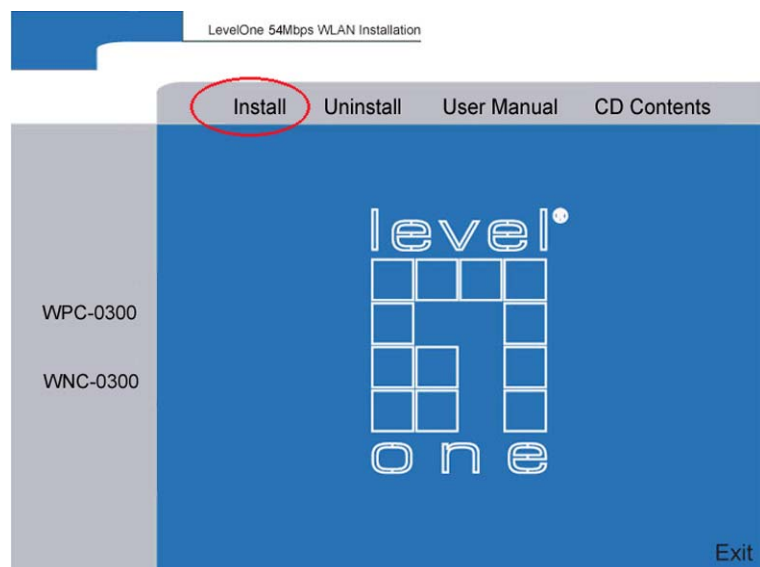 LevelOne 54Mbps WLAN Installation
Install Uninstall User Manual CD Contents
level
one
WPC-0300
WNC-0300
Exit